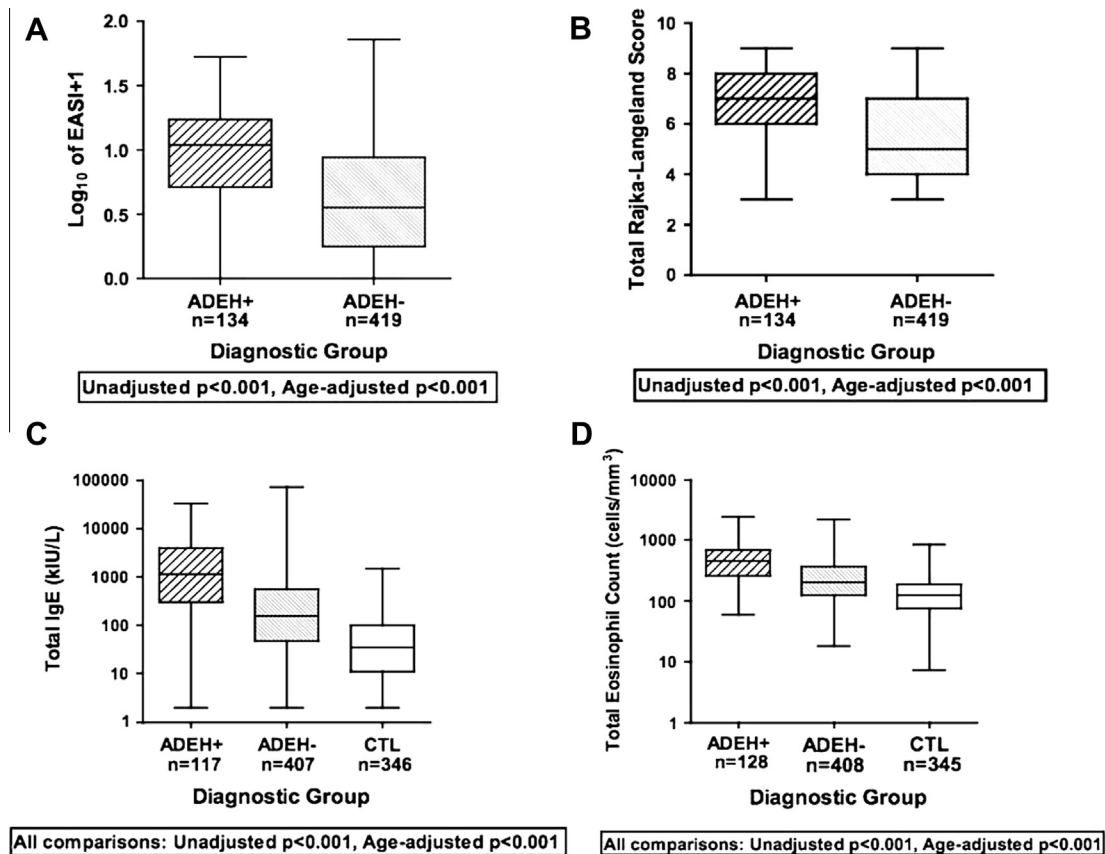 A
Log₁₀ of EASI+1
2.0
1.5
1.0
0.5
0.0
ADEH+
n=134
ADEH-
n=419
Diagnostic Group
Unadjusted p<0.001, Age-adjusted p<0.001
B
Total Rajka-Langeland Score
10
8
6
4
2
0
ADEH+
n=134
ADEH-
n=419
Diagnostic Group
Unadjusted p<0.001, Age-adjusted p<0.001
C
Total IgE (kIU/L)
100000
10000
1000
100
10
1
ADEH+
n=117
ADEH-
n=407
CTL
n=346
Diagnostic Group
All comparisons: Unadjusted p<0.001, Age-adjusted p<0.001
D
Total Eosinophil Count (cells/mm³)
10000
1000
100
10
1
ADEH+
n=128
ADEH-
n=408
CTL
n=345
Diagnostic Group
All comparisons: Unadjusted p<0.001, Age-adjusted p<0.001